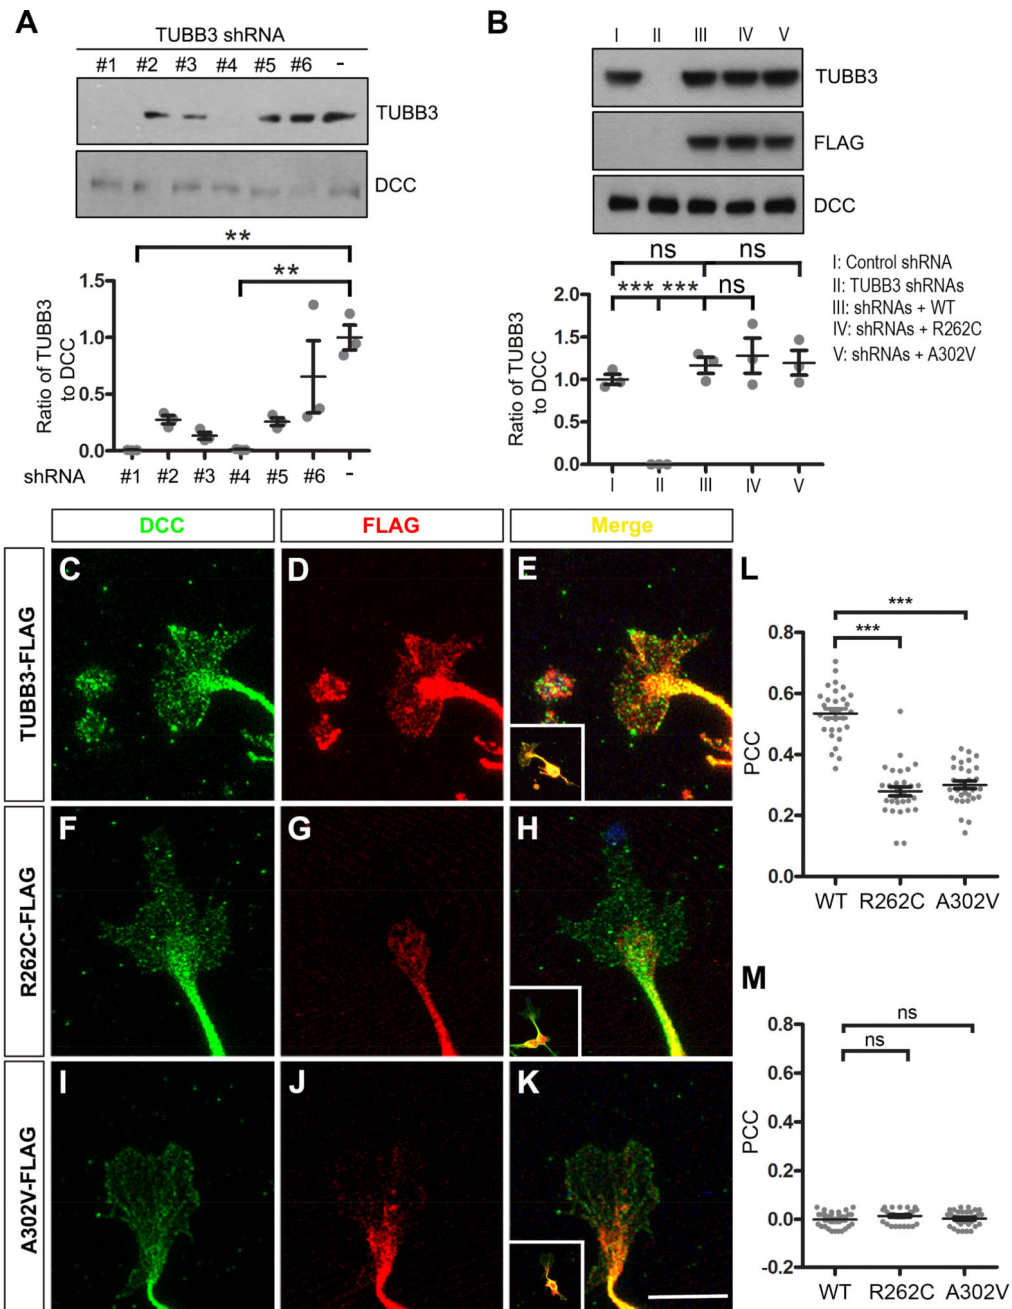 A
TUBB3 shRNA
#1 #2 #3 #4 #5 #6 -
TUBB3
DCC
**
**
1.5
1.0
0.5
0.0
Ratio of TUBB3
to DCC
shRNA #1 #2 #3 #4 #5 #6 -
B
I II III IV V
TUBB3
FLAG
DCC
ns ns
*** *** ns
2.0
1.5
1.0
0.5
0.0
Ratio of TUBB3
to DCC
I II III IV V
I: Control shRNA
II: TUBB3 shRNAs
III: shRNAs + WT
IV: shRNAs + R262C
V: shRNAs + A302V
DCC FLAG Merge
TUBB3-FLAG
C D E
R262C-FLAG
F G H
A302V-FLAG
I J K
L
***
***
0.8
0.6
0.4
0.2
0.0
PCC
WT R262C A302V
M
ns
ns
0.8
0.6
0.4
0.2
0.0
-0.2
PCC
WT R262C A302V